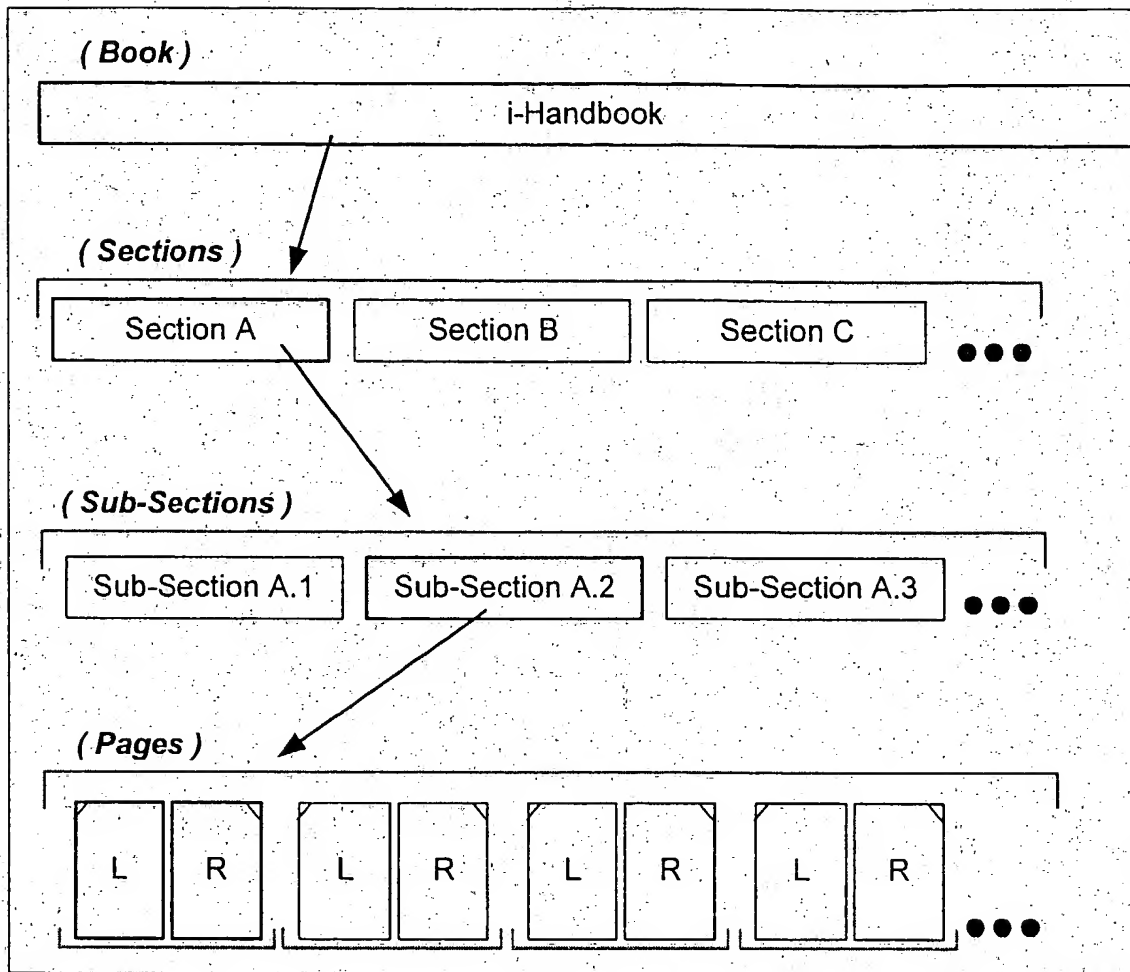 ( Book )
i-Handbook
( Sections )
Section A Section B Section C
( Sub-Sections )
Sub-Section A.1 Sub-Section A.2 Sub-Section A.3
( Pages )
L R L R L R L R